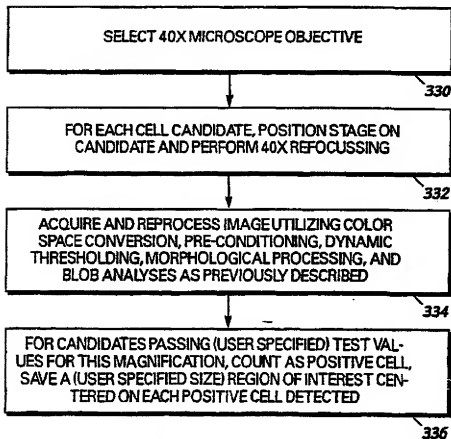 SELECT 40X MICROSCOPE OBJECTIVE
330
FOR EACH CELL CANDIDATE, POSITION STAGE ON
CANDIDATE AND PERFORM 40X REFOCUSSING
332
ACQUIRE AND REPROCESS IMAGE UTILIZING COLOR
SPACE CONVERSION, PRE-CONDITIONING, DYNAMIC
THRESHOLDING, MORPHOLOGICAL PROCESSING, AND
BLOB ANALYSES AS PREVIOUSLY DESCRIBED
334
FOR CANDIDATES PASSING (USER SPECIFIED) TEST VAL-
UES FOR THIS MAGNIFICATION, COUNT AS POSITIVE CELL,
SAVE A (USER SPECIFIED SIZE) REGION OF INTEREST CEN-
TERED ON EACH POSITIVE CELL DETECTED
336